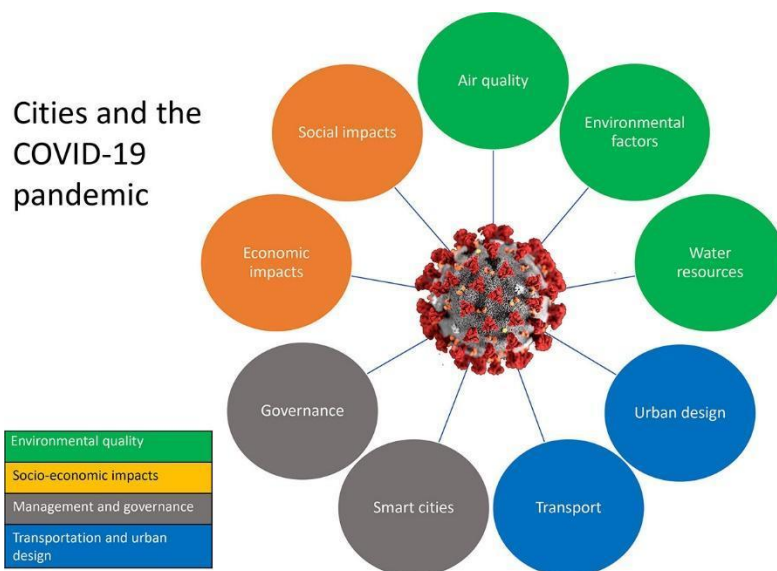 Cities and the
COVID-19
pandemic
Air quality
Environmental
factors
Water
resources
Urban design
Transport
Smart cities
Governance
Economic
impacts
Social impacts
Environmental quality
Socio-economic impacts
Management and governance
Transportation and urban
design